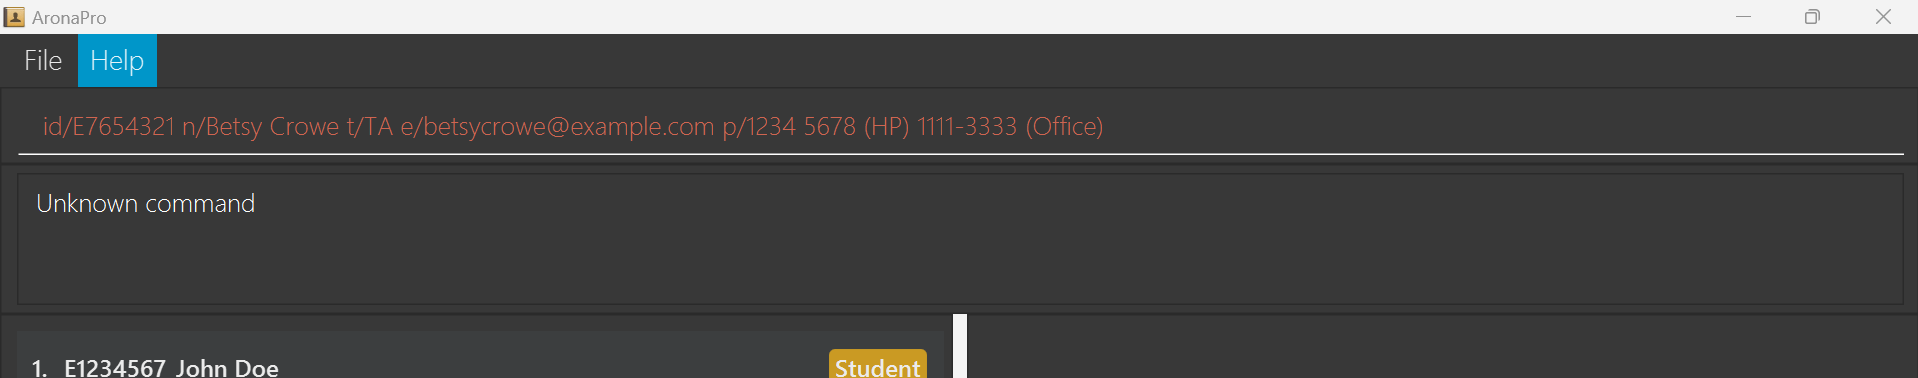 AronaPro
File Help
id/E7654321 n/Betsy Crowe t/TA e/betsycrowe@example.com p/1234 5678 (HP) 1111-3333 (Office)
Unknown command
1. E1234567 John Doe Student